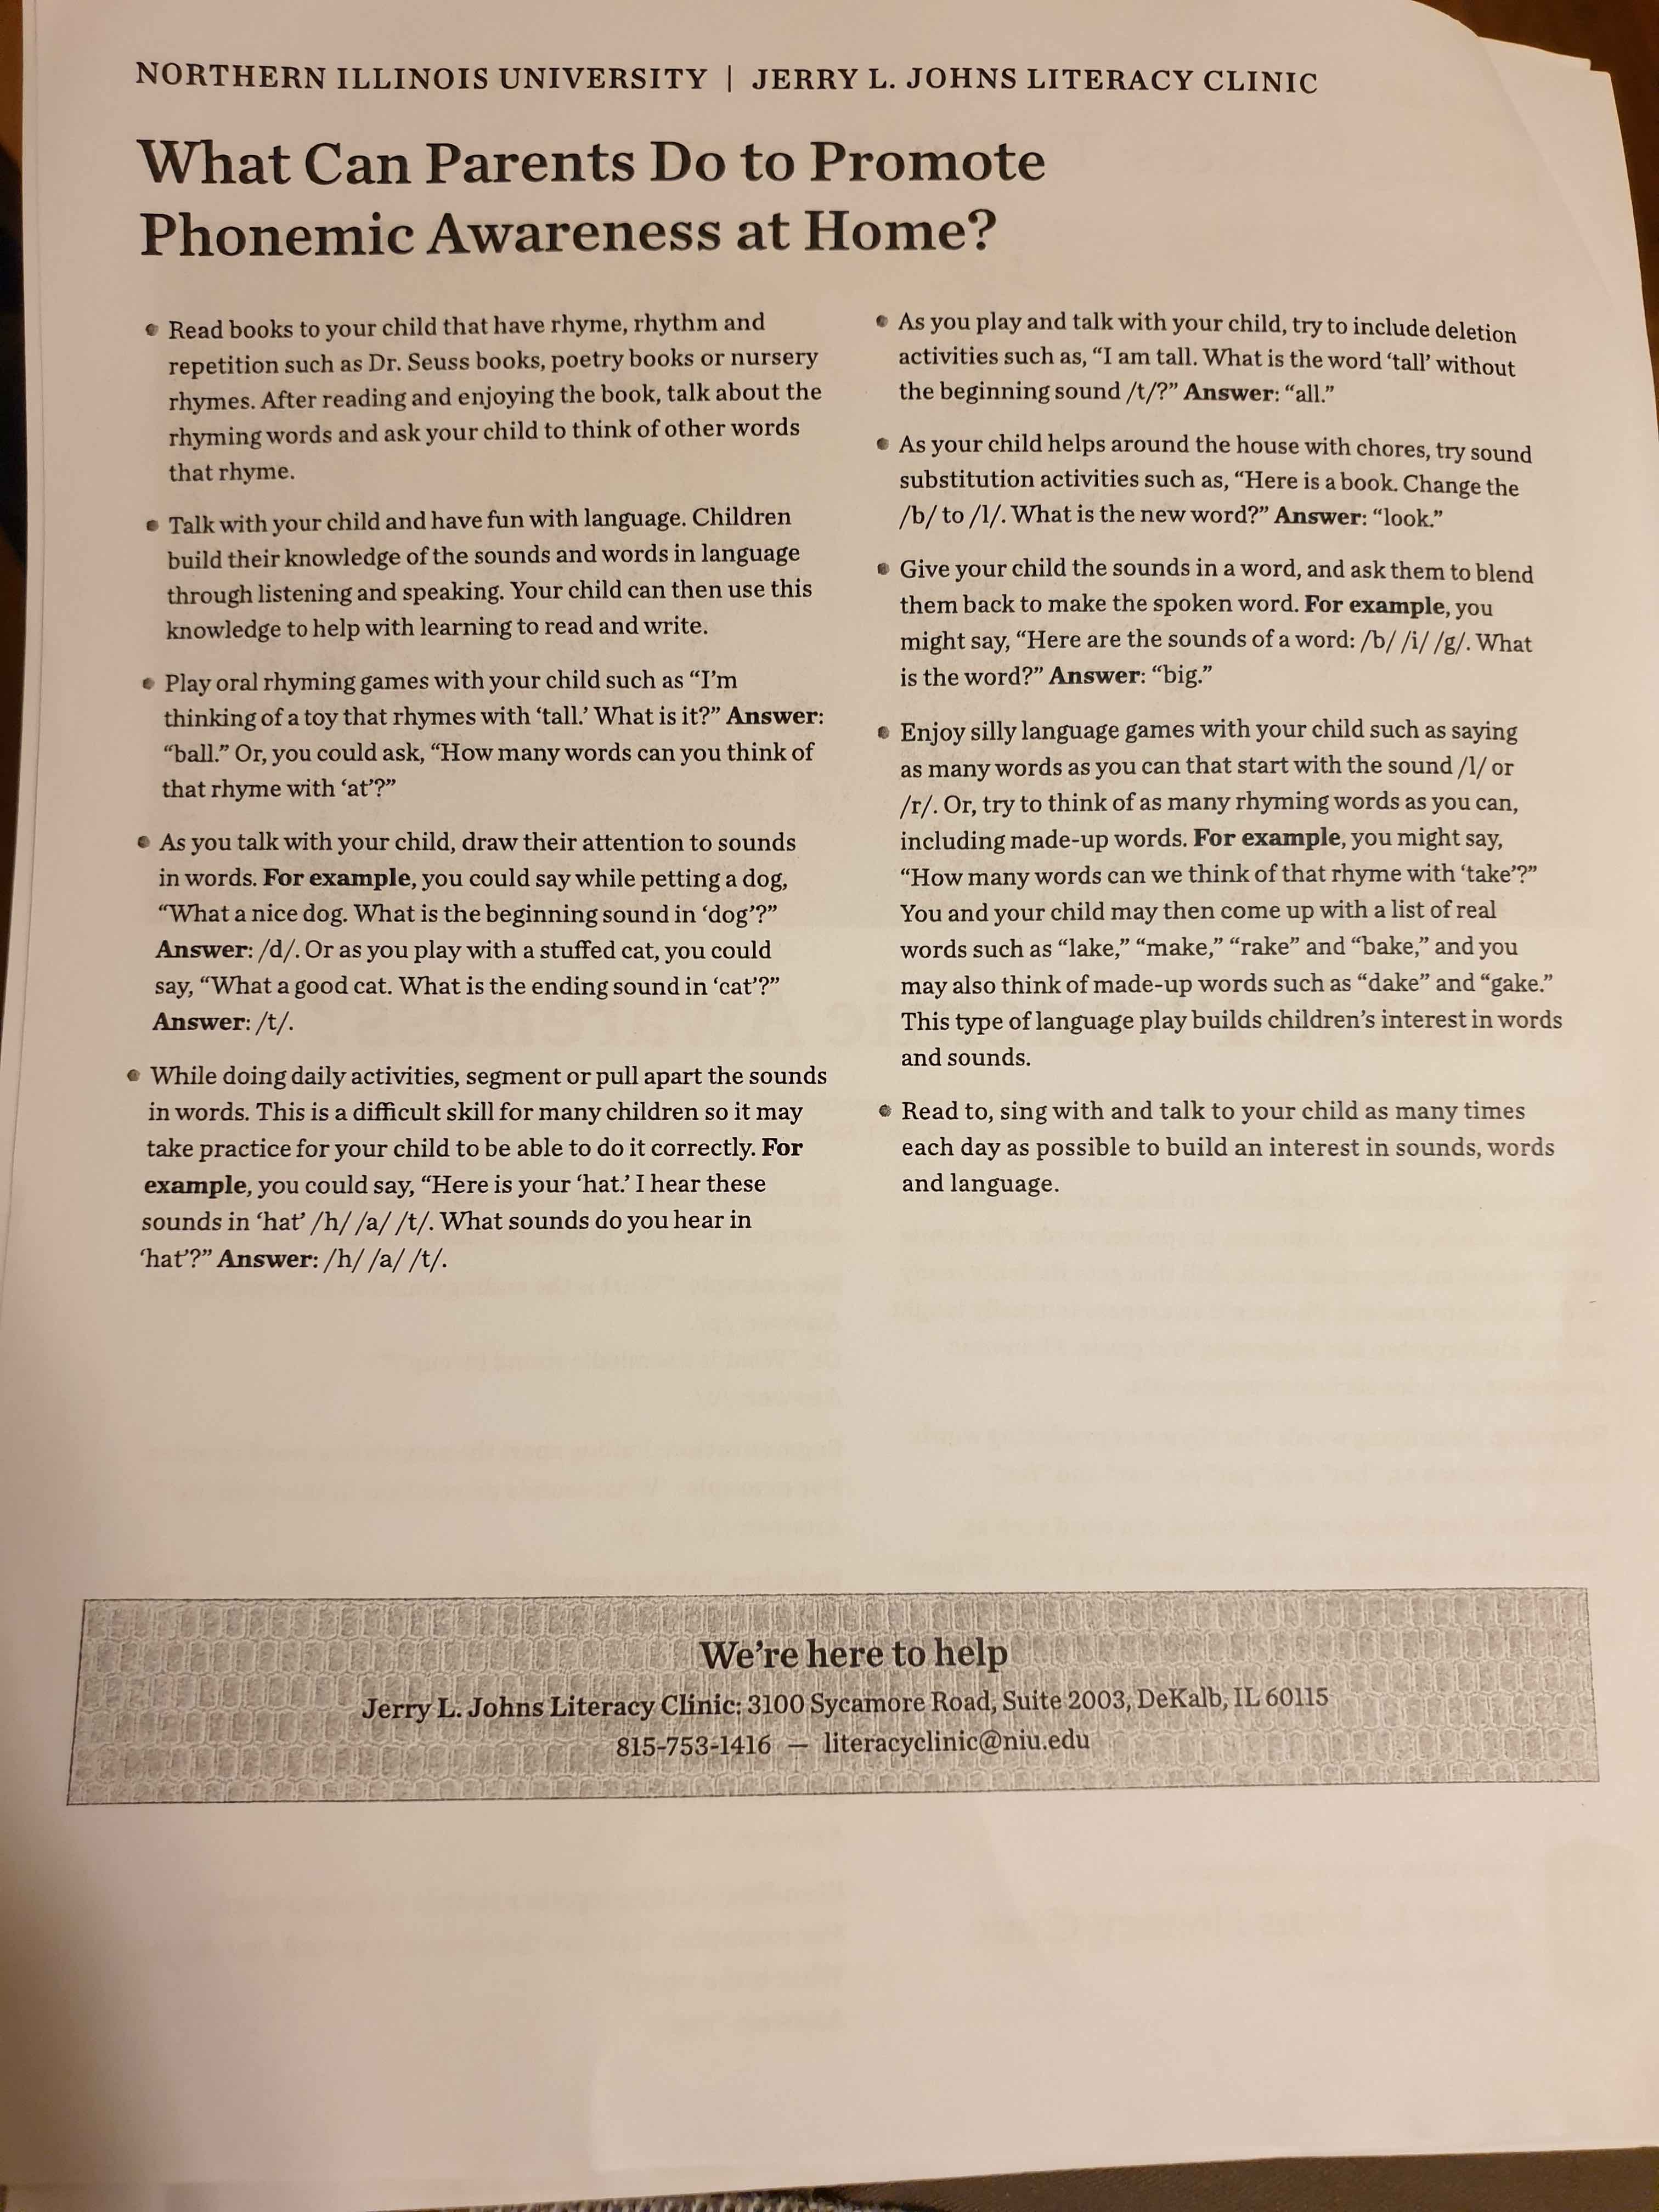 NORTHERN ILLINOIS UNIVERSITY | JERRY L. JOHNS LITERACY CLINIC
What Can Parents Do to Promote
Phonemic Awareness at Home?
• Read books to your child that have rhyme, rhythm and
repetition such as Dr. Seuss books, poetry books or nursery
rhymes. After reading and enjoying the book, talk about the
rhyming words and ask your child to think of other words
that rhyme.
• Talk with your child and have fun with language. Children
build their knowledge of the sounds and words in language
through listening and speaking. Your child can then use this
knowledge to help with learning to read and write.
• Play oral rhyming games with your child such as “I’m
thinking of a toy that rhymes with ‘tall.’ What is it?” Answer:
“ball.” Or, you could ask, “How many words can you think of
that rhyme with ‘at’?”
• As you talk with your child, draw their attention to sounds
in words. For example, you could say while petting a dog,
“What a nice dog. What is the beginning sound in ‘dog’?”
Answer: /d/. Or as you play with a stuffed cat, you could
say, “What a good cat. What is the ending sound in ‘cat’?”
Answer: /t/.
• While doing daily activities, segment or pull apart the sounds
in words. This is a difficult skill for many children so it may
take practice for your child to be able to do it correctly. For
example, you could say, “Here is your ‘hat.’ I hear these
sounds in ‘hat’ /h/ /a/ /t/. What sounds do you hear in
‘hat’?” Answer: /h/ /a/ /t/.
• As you play and talk with your child, try to include deletion
activities such as, “I am tall. What is the word ‘tall’ without
the beginning sound /t/?” Answer: “all.”
• As your child helps around the house with chores, try sound
substitution activities such as, “Here is a book. Change the
/b/ to /l/. What is the new word?” Answer: “look.”
• Give your child the sounds in a word, and ask them to blend
them back to make the spoken word. For example, you
might say, “Here are the sounds of a word: /b/ /i/ /g/. What
is the word?” Answer: “big.”
• Enjoy silly language games with your child such as saying
as many words as you can that start with the sound /l/ or
/r/. Or, try to think of as many rhyming words as you can,
including made-up words. For example, you might say,
“How many words can we think of that rhyme with ‘take’?”
You and your child may then come up with a list of real
words such as “lake,” “make,” “rake” and “bake,” and you
may also think of made-up words such as “dake” and “gake.”
This type of language play builds children’s interest in words
and sounds.
• Read to, sing with and talk to your child as many times
each day as possible to build an interest in sounds, words
and language.
We’re here to help
Jerry L. Johns Literacy Clinic: 3100 Sycamore Road, Suite 2003, DeKalb, IL 60115
815-753-1416 — literacyclinic@niu.edu